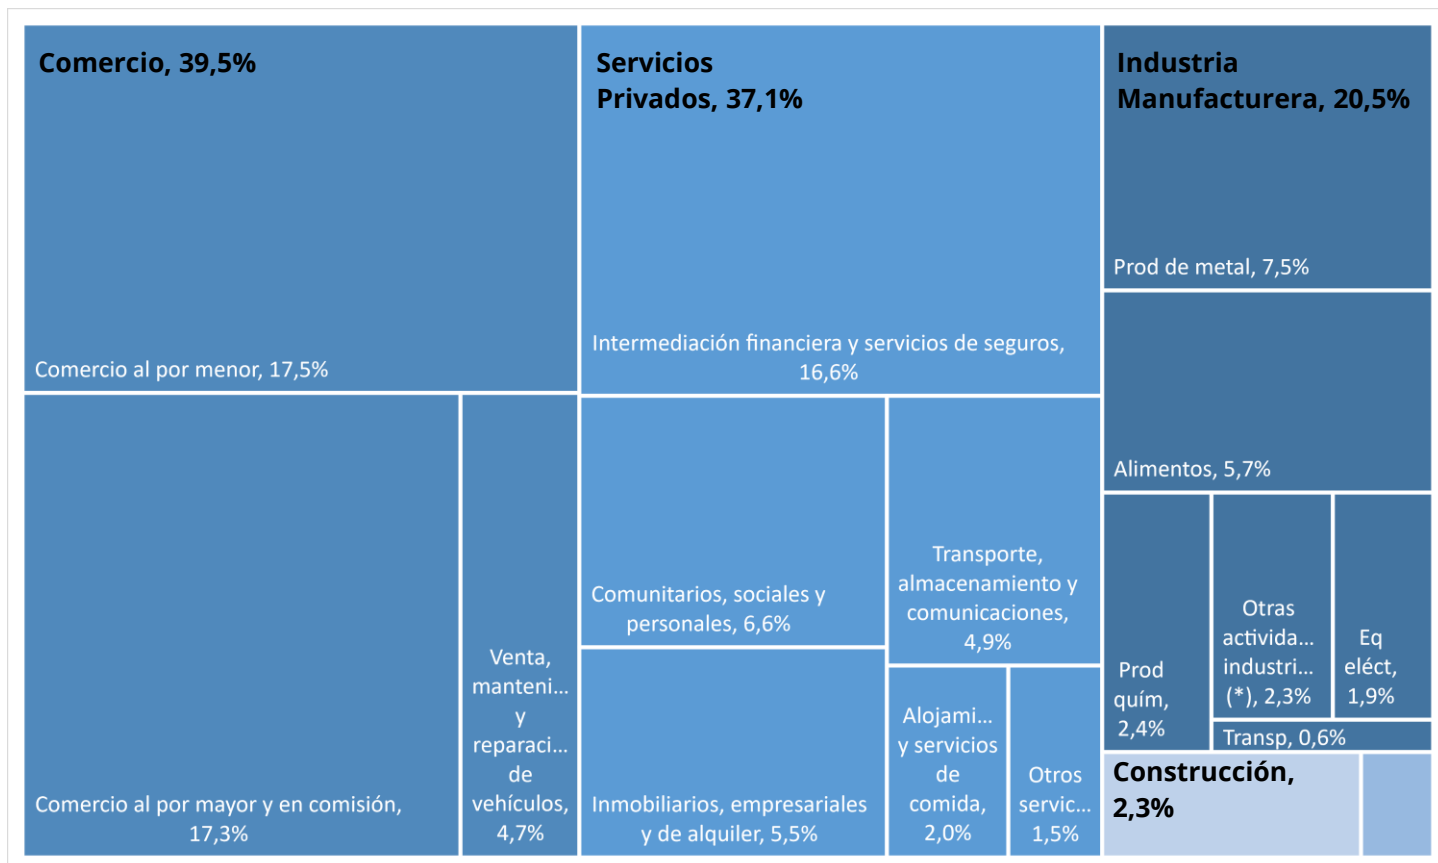 Comercio, 39,5%
Comercio al por menor, 17,5%
Comercio al por mayor y en comisión,
17,3%
Venta,
manteni...
y
reparaci...
de
vehículos,
4,7%
Servicios
Privados, 37,1%
Intermediación financiera y servicios de seguros,
16,6%
Comunitarios, sociales y
personales, 6,6%
Inmobiliarios, empresariales
y de alquiler, 5,5%
Transporte,
almacenamiento y
comunicaciones,
4,9%
Alojami...
y servicios
de
comida,
2,0%
Otros
servic...
1,5%
Industria
Manufacturera, 20,5%
Prod de metal, 7,5%
Alimentos, 5,7%
Prod
quím,
2,4%
Otras
activida...
industri...
(*), 2,3%
Eq
eléct,
1,9%
Transp, 0,6%
Construcción,
2,3%